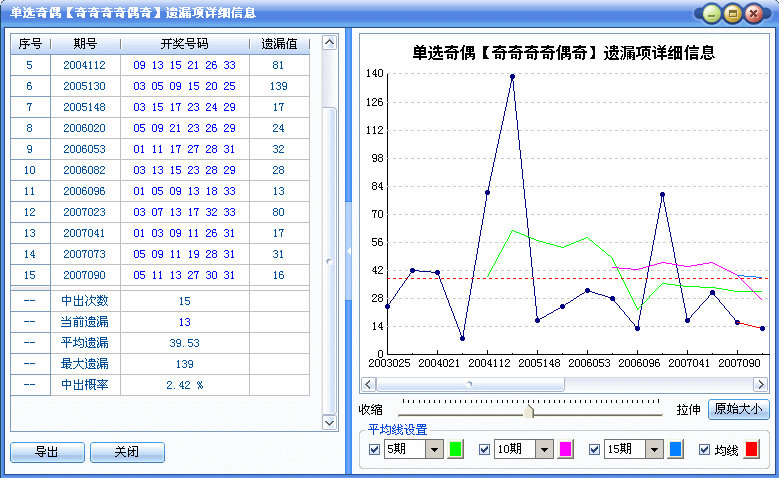 单选奇偶【奇奇奇奇偶奇】遗漏项详细信息
序号 期号 开奖号码 遗漏值
5 2004112 09 13 15 21 26 33 81
6 2005130 03 05 09 15 20 25 139
7 2005148 03 15 17 23 24 29 17
8 2006020 05 09 21 23 26 29 24
9 2006053 01 11 17 27 28 31 32
10 2006082 03 13 15 23 28 29 28
11 2006096 01 05 09 13 18 33 13
12 2007023 03 07 13 17 32 33 80
13 2007041 01 03 09 11 26 31 17
14 2007073 05 09 11 19 28 31 31
15 2007090 05 11 13 27 30 31 16
-- 中出次数 15
-- 当前遗漏 13
-- 平均遗漏 39.53
-- 最大遗漏 139
-- 中出概率 2.42 %
导出 关闭
单选奇偶【奇奇奇奇偶奇】遗漏项详细信息
140
126
112
98
84
70
56
42
28
14
0
2003025 2004021 2004112 2005148 2006053 2006096 2007041 2007090
收缩 拉伸 原始大小
平均线设置
5期 10期 15期 均线